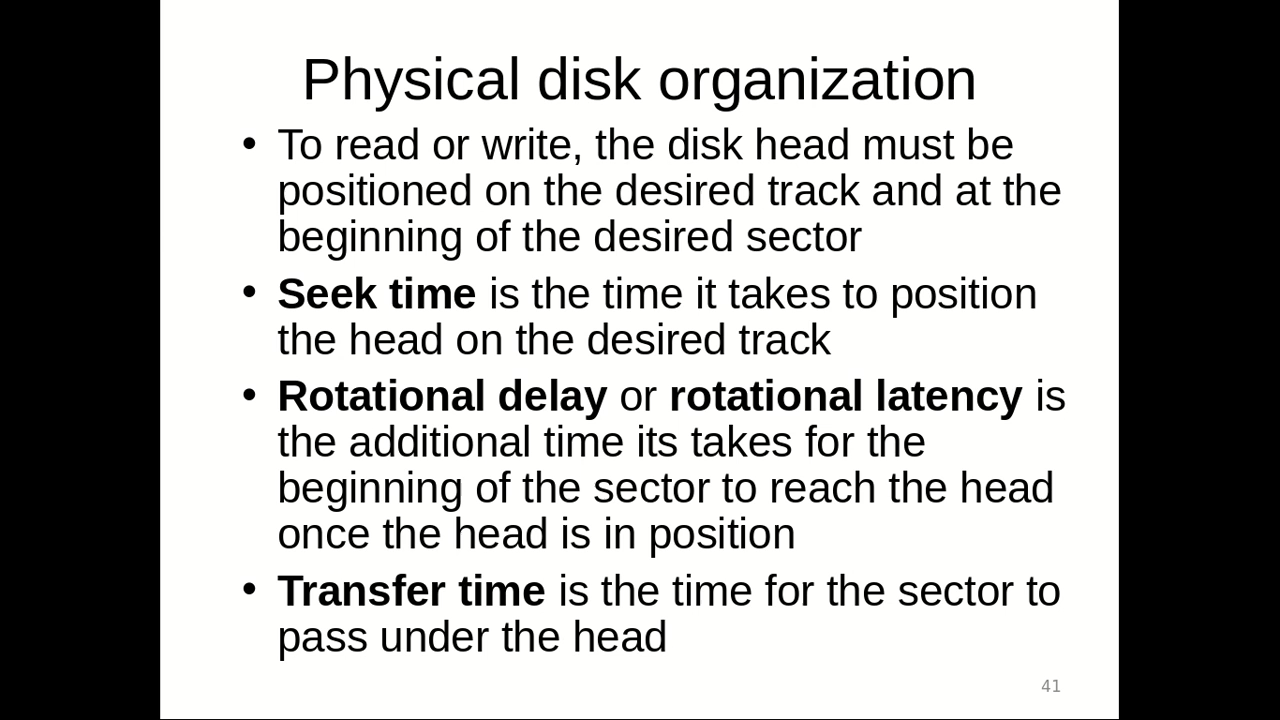 Physical disk organization
• To read or write, the disk head must be
positioned on the desired track and at the
beginning of the desired sector
• Seek time is the time it takes to position
the head on the desired track
• Rotational delay or rotational latency is
the additional time its takes for the
beginning of the sector to reach the head
once the head is in position
• Transfer time is the time for the sector to
pass under the head
41